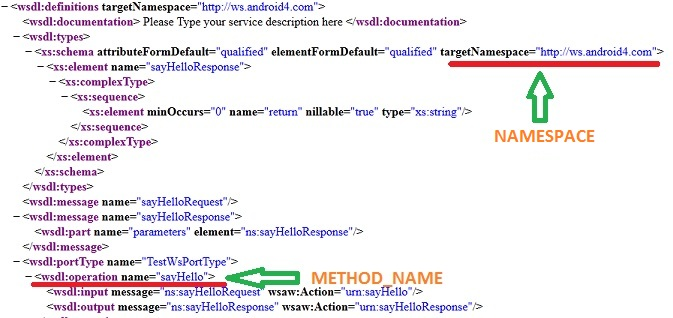 − <wsdl:definitions targetNamespace="http://ws.android4.com">
− <wsdl:documentation> Please Type your service description here </wsdl:documentation>
− <wsdl:types>
− <xs:schema attributeFormDefault="qualified" elementFormDefault="qualified" targetNamespace="http://ws.android4.com">
− <xs:element name="sayHelloResponse">
− <xs:complexType>
− <xs:sequence>
<xs:element minOccurs="0" name="return" nillable="true" type="xs:string"/>
</xs:sequence>
NAMESPACE
</xs:complexType>
</xs:element>
</xs:schema>
</wsdl:types>
<wsdl:message name="sayHelloRequest"/>
− <wsdl:message name="sayHelloResponse">
<wsdl:part name="parameters" element="ns:sayHelloResponse"/>
</wsdl:message>
− <wsdl:portType name="TestWsPortType">
− <wsdl:operation name="sayHello"> METHOD_NAME
<wsdl:input message="ns:sayHelloRequest" wsaw:Action="urn:sayHello"/>
<wsdl:output message="ns:sayHelloResponse" wsaw:Action="urn:sayHelloResponse"/>